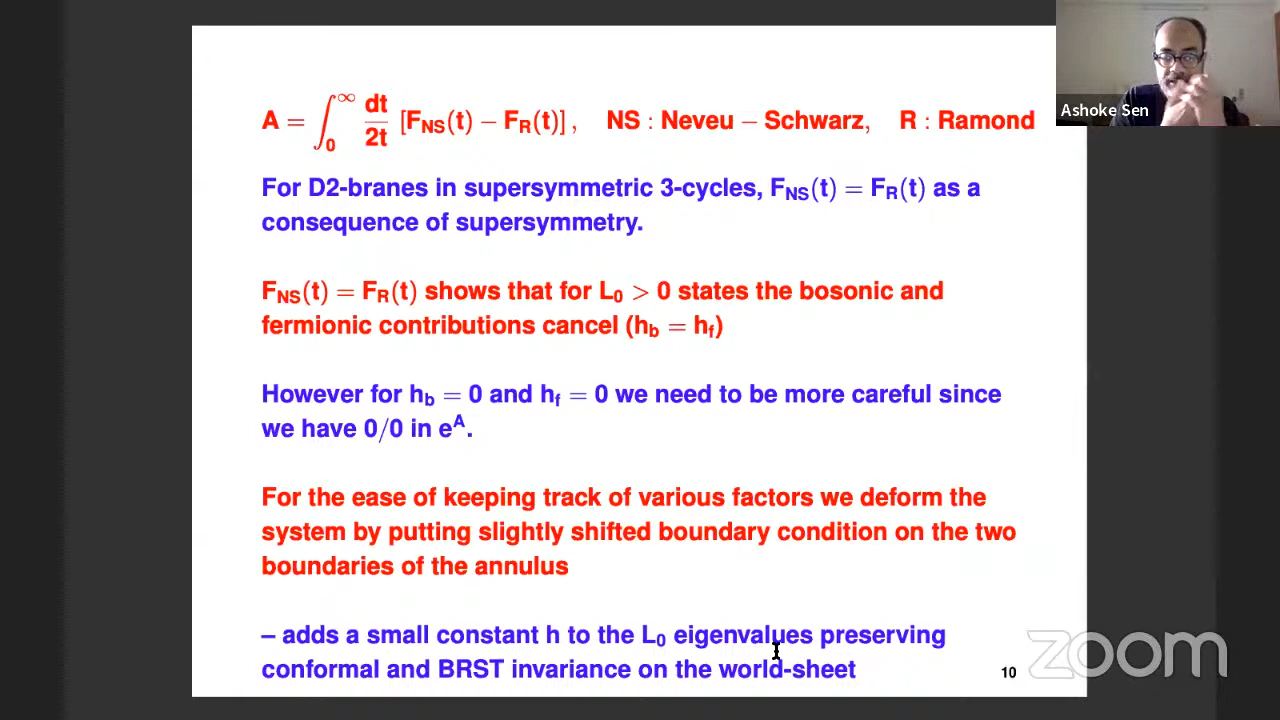 A = ∫₀^∞ dt/2t [F_NS(t) − F_R(t)] , NS : Neveu − Schwarz, R : Ramond
Ashoke Sen
For D2-branes in supersymmetric 3-cycles, F_NS(t) = F_R(t) as a
consequence of supersymmetry.
F_NS(t) = F_R(t) shows that for L₀ > 0 states the bosonic and
fermionic contributions cancel (h_b = h_f)
However for h_b = 0 and h_f = 0 we need to be more careful since
we have 0/0 in e^A.
For the ease of keeping track of various factors we deform the
system by putting slightly shifted boundary condition on the two
boundaries of the annulus
– adds a small constant h to the L₀ eigenvalues preserving
conformal and BRST invariance on the world-sheet
10
zoom